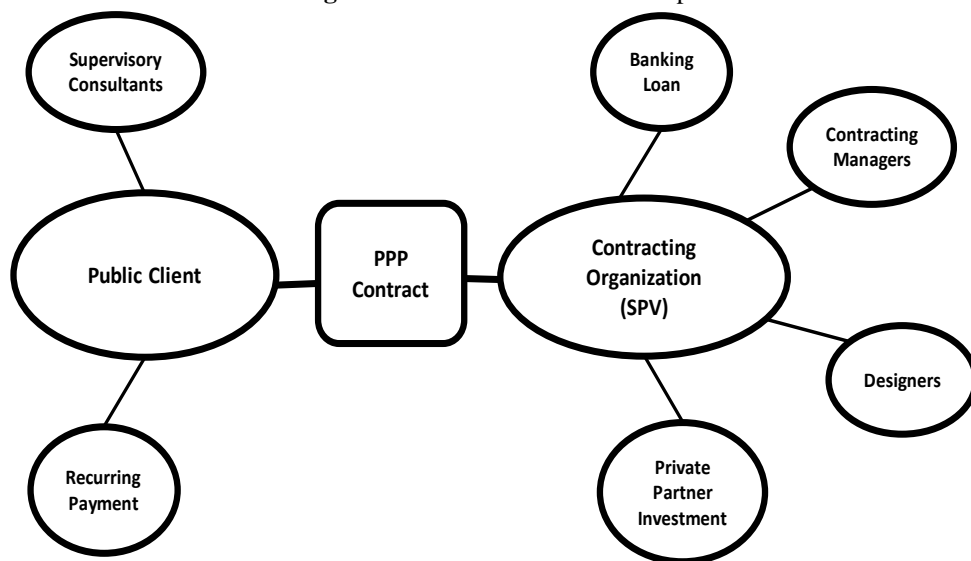 Supervisory
Consultants
Banking
Loan
Contracting
Managers
Public Client
PPP
Contract
Contracting
Organization
(SPV)
Designers
Recurring
Payment
Private
Partner
Investment